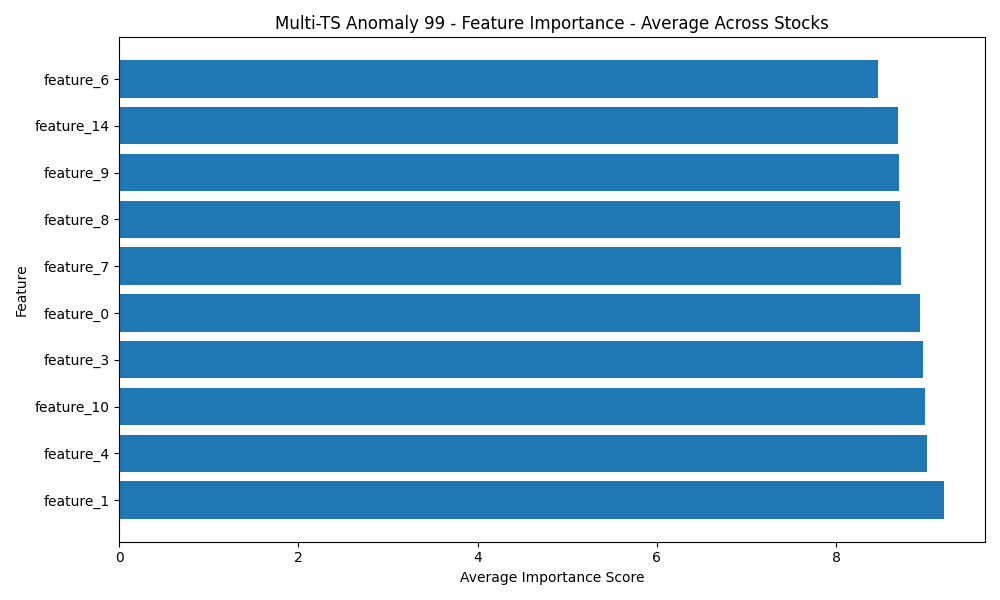 Multi-TS Anomaly 99 - Feature Importance - Average Across Stocks
feature_6
feature_14
feature_9
feature_8
feature_7
feature_0
feature_3
feature_10
feature_4
feature_1
Feature
0 2 4 6 8
Average Importance Score